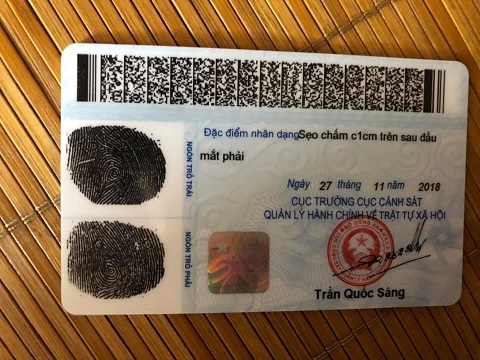 Đặc điểm nhân dạng Sẹo chấm c1cm trên sau đầu
mắt phải
NGÓN TRỎ TRÁI
Ngày 27 tháng 11 năm 2018
CỤC TRƯỞNG CỤC CẢNH SÁT
QUẢN LÝ HÀNH CHÍNH VỀ TRẬT TỰ XÃ HỘI
NGÓN TRỎ PHẢI
Trần Quốc Sáng